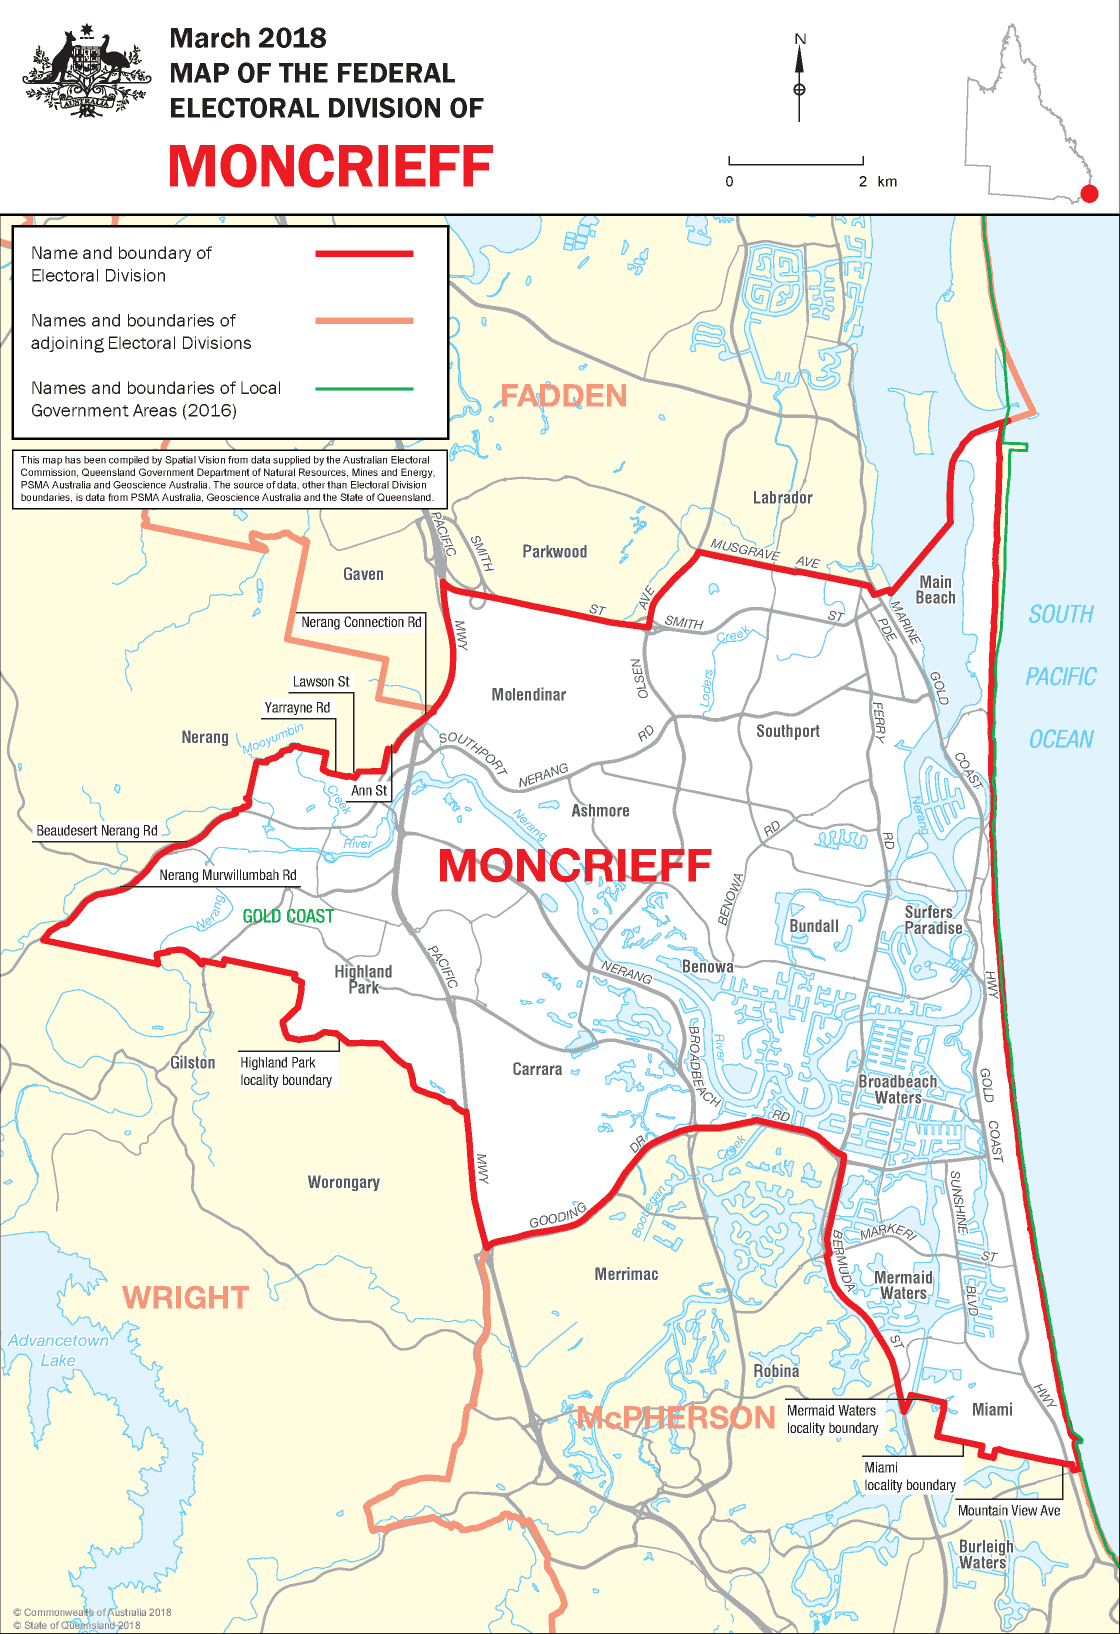 March 2018
MAP OF THE FEDERAL
ELECTORAL DIVISION OF
MONCRIEFF
AUSTRALIA
N
0 2 km
Name and boundary of
Electoral Division
Names and boundaries of
adjoining Electoral Divisions
Names and boundaries of Local
Government Areas (2016)
This map has been compiled by Spatial Vision from data supplied by the Australian Electoral
Commission, Queensland Government Department of Natural Resources, Mines and Energy,
PSMA Australia and Geoscience Australia. The source of data, other than Electoral Division
boundaries, is data from PSMA Australia, Geoscience Australia and the State of Queensland.
FADDEN
Labrador
PACIFIC
SMITH
Parkwood
MUSGRAVE AVE
Gaven
Main
Beach
AVE
ST
SMITH
ST
MARINE
PDE
SOUTH
PACIFIC
OCEAN
Nerang Connection Rd
MWY
Creek
Loders
OLSEN
Lawson St
Molendinar
GOLD
Yarrayne Rd
FERRY
Nerang
Mooyumbin
SOUTHPORT
RD
Southport
NERANG
COAST
Creek
Ann St
Ashmore
Nerang
Nerang
Beaudesert Nerang Rd
River
RD
RD
MONCRIEFF
Nerang Murwillumbah Rd
BENOWA
Nerang
GOLD COAST
Bundall
Surfers
Paradise
PACIFIC
Highland
Park
NERANG
Benowa
River
HWY
Gilston
Highland Park
locality boundary
Carrara
BROADBEACH
River
Broadbeach
Waters
GOLD
COAST
RD
DR
Creek
Worongary
MWY
GOODING
Boobegan
SUNSHINE
MARKERI
ST
BERMUDA
Merrimac
Mermaid
Waters
BLVD
WRIGHT
Advancetown
Lake
ST
Robina
HWY
McPHERSON
Mermaid Waters
locality boundary
Miami
Miami
locality boundary
Mountain View Ave
Burleigh
Waters
© Commonwealth of Australia 2018
© State of Queensland 2018